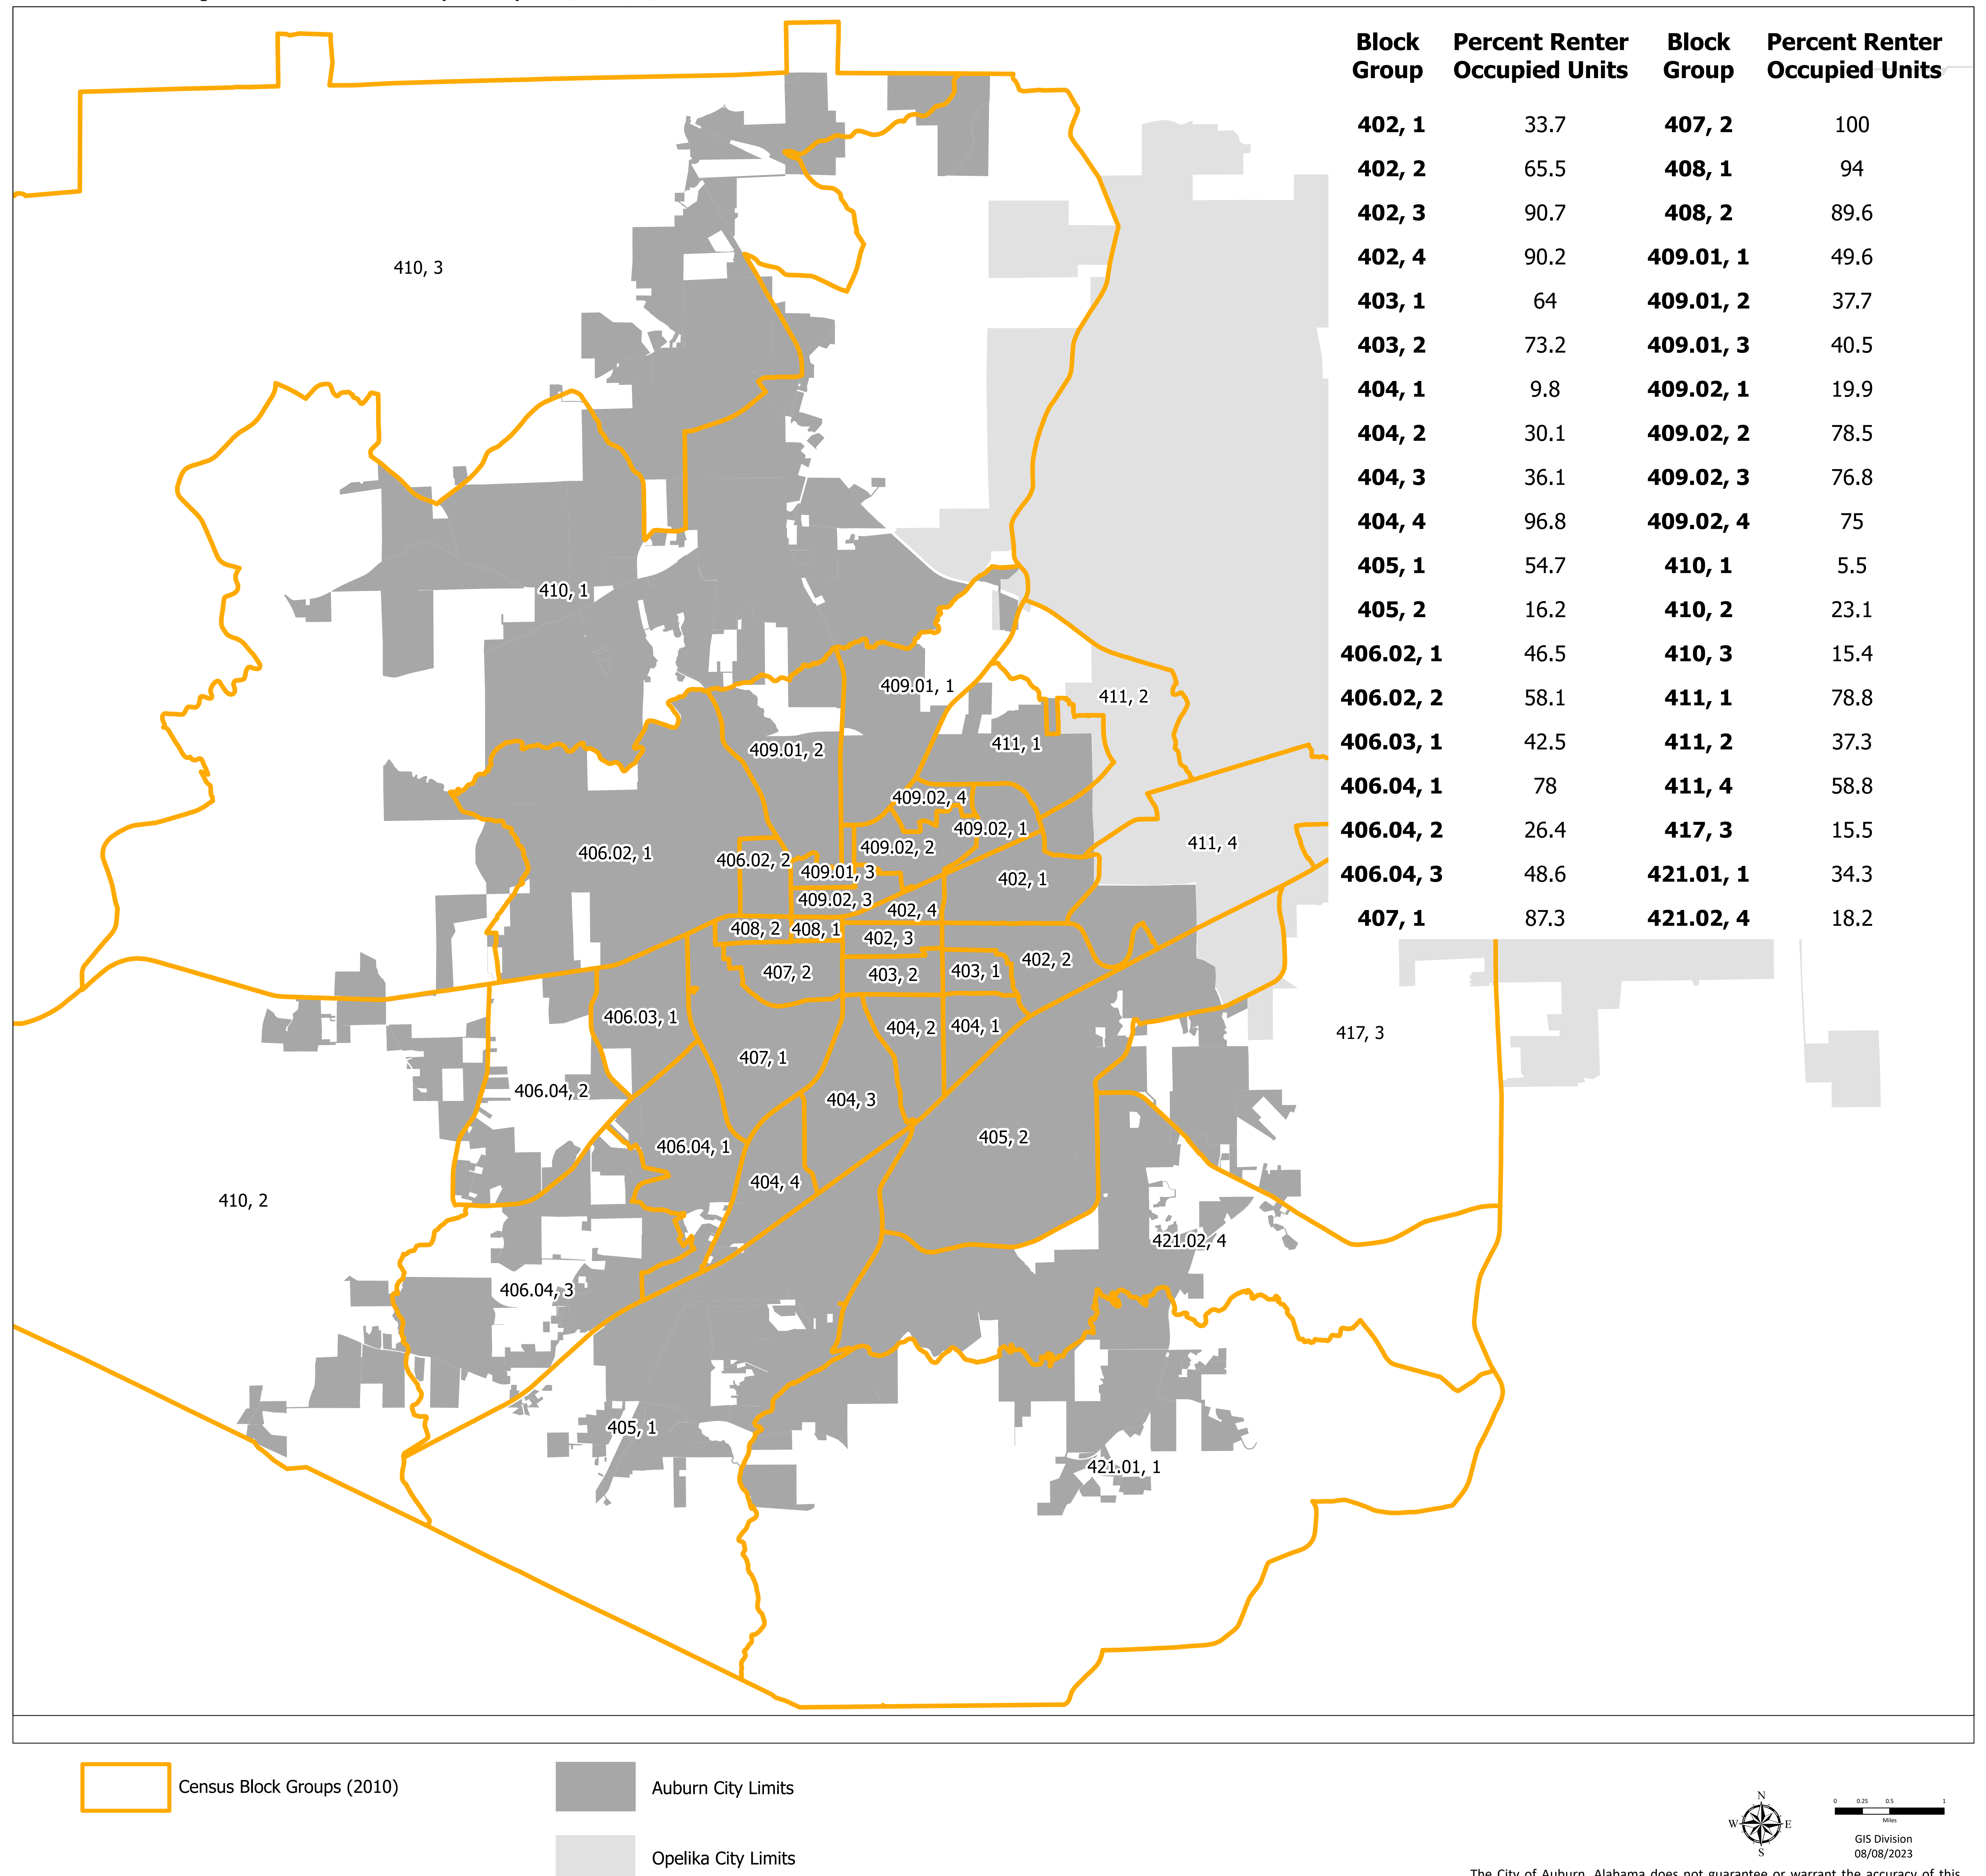 Block Percent Renter Block Percent Renter
Group Occupied Units Group Occupied Units
402, 1 33.7 407, 2 100
402, 2 65.5 408, 1 94
402, 3 90.7 408, 2 89.6
402, 4 90.2 409.01, 1 49.6
403, 1 64 409.01, 2 37.7
403, 2 73.2 409.01, 3 40.5
404, 1 9.8 409.02, 1 19.9
404, 2 30.1 409.02, 2 78.5
404, 3 36.1 409.02, 3 76.8
404, 4 96.8 409.02, 4 75
405, 1 54.7 410, 1 5.5
405, 2 16.2 410, 2 23.1
406.02, 1 46.5 410, 3 15.4
406.02, 2 58.1 411, 1 78.8
406.03, 1 42.5 411, 2 37.3
406.04, 1 78 411, 4 58.8
406.04, 2 26.4 417, 3 15.5
406.04, 3 48.6 421.01, 1 34.3
407, 1 87.3 421.02, 4 18.2
410, 3
410, 1
409.01, 1
411, 2
409.01, 2
411, 1
409.02, 4
409.02, 1
409.02, 2
411, 4
406.02, 1
406.02, 2
409.01, 3
402, 1
409.02, 3
402, 4
408, 2
408, 1
402, 3
402, 2
407, 2
403, 2
403, 1
406.03, 1
404, 2
404, 1
417, 3
407, 1
406.04, 2
404, 3
405, 2
406.04, 1
404, 4
410, 2
421.02, 4
406.04, 3
405, 1
421.01, 1
Census Block Groups (2010)
Auburn City Limits
Opelika City Limits
N
W E
S
0 0.25 0.5 1
Miles
GIS Division
08/08/2023
The City of Auburn, Alabama does not guarantee or warrant the accuracy of this